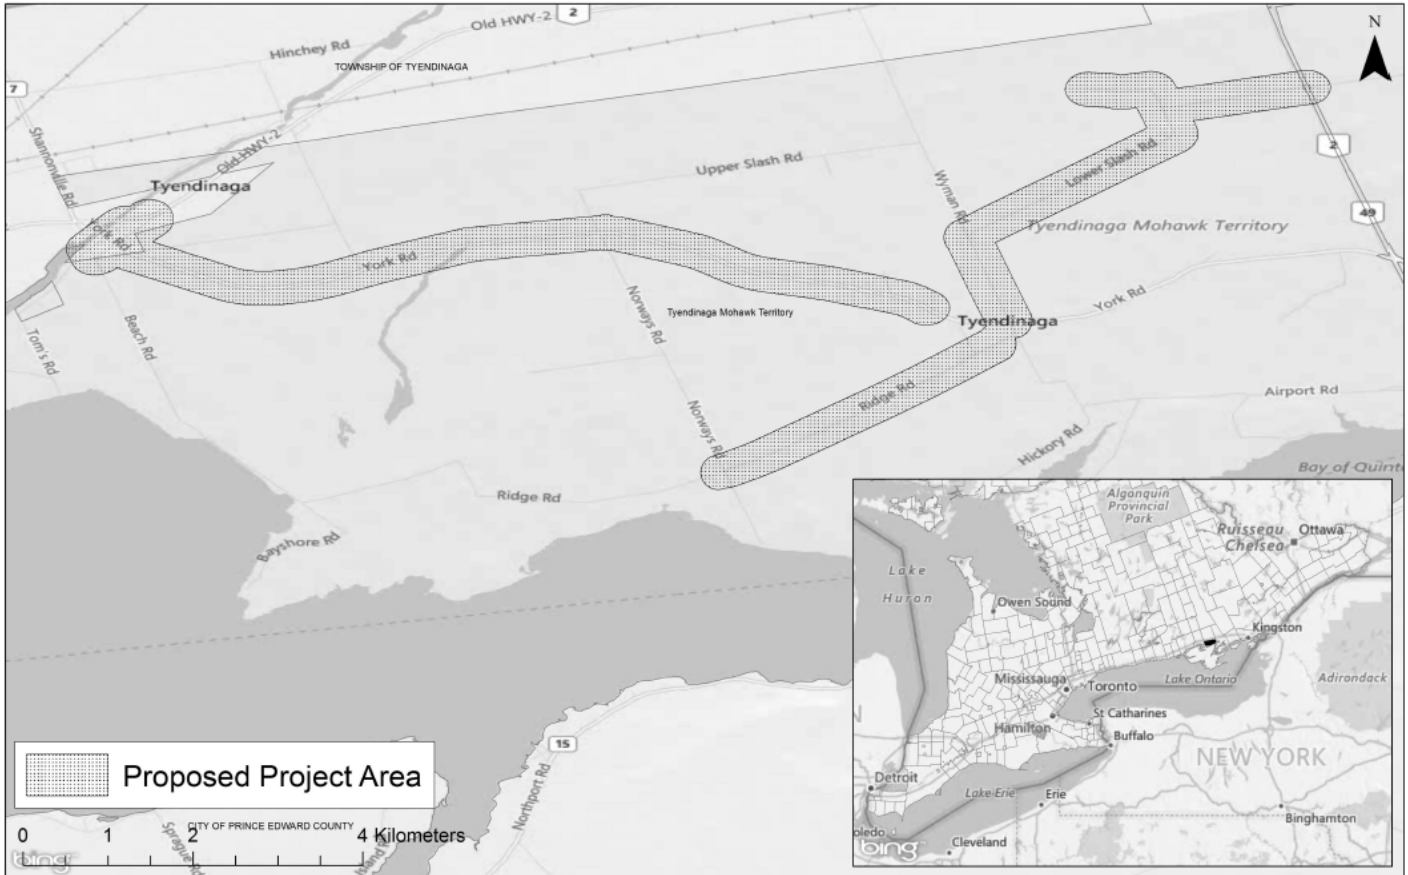 N
Old HWY-2
2
Hinchey Rd
TOWNSHIP OF TYENDINAGA
7
Shannonville Rd
Old HWY-2
2
Upper Slash Rd
Lower Slash Rd
Tyendinaga
Wyman Rd
49
York Rd
Tyendinaga Mohawk Territory
York Rd
York Rd
Norways Rd
Tyendinaga Mohawk Territory
Tyendinaga
Beach Rd
Tom's Rd
Ridge Rd
Airport Rd
Norways Rd
Hickory Rd
Bay of Quinte
Ridge Rd
Bayshore Rd
15
Northport Rd
Proposed Project Area
CITY OF PRINCE EDWARD COUNTY
0 1 2 4 Kilometers
Sprague Rd
bing
Algonquin
Provincial
Park
Ruisseau
Chelsea
Ottawa
Lake
Huron
Owen Sound
Kingston
Mississauga
Toronto
Lake Ontario
Adirondack
Hamilton
St Catharines
Buffalo
NEW YORK
Detroit
Lake Erie
Erie
Binghamton
Cleveland
bing